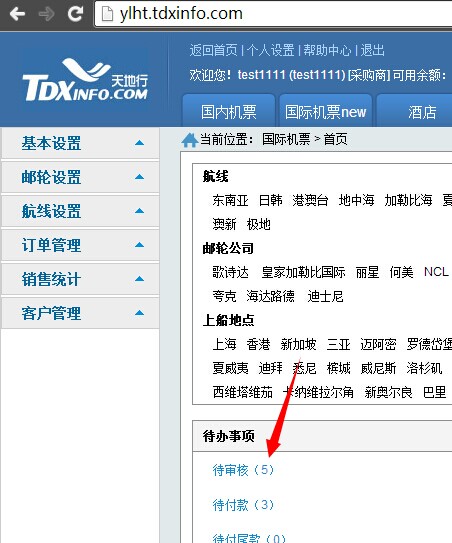 ylht.tdxinfo.com
TDXINFO.COM 天地行
返回首页 | 个人设置 | 帮助中心 | 退出
欢迎您！test1111 (test1111) [采购商] 可用余额:
国内机票 国际机票new 酒店
当前位置： 国际机票 > 首页
基本设置
邮轮设置
航线设置
订单管理
销售统计
客户管理
航线
东南亚 日韩 港澳台 地中海 加勒比海
澳新 极地
邮轮公司
歌诗达 皇家加勒比国际 丽星 何美 NCL
夸克 海达路德 迪士尼
上船地点
上海 香港 新加坡 三亚 迈阿密 罗德岱堡
夏威夷 迪拜 悉尼 槟城 威尼斯 洛杉矶
西维塔维茄 卡纳维拉尔角 新奥尔良 巴里
待办事项
待审核（5）
待付款（3）
待付尾款（0）